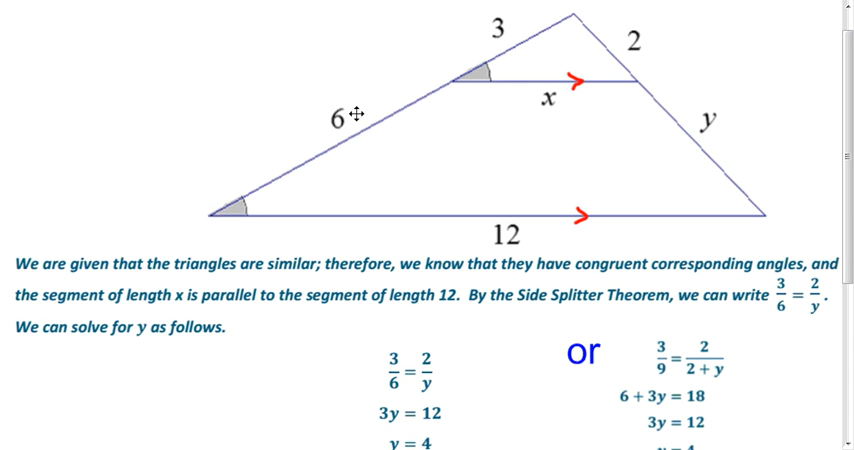 3
2
x
6
y
12
We are given that the triangles are similar; therefore, we know that they have congruent corresponding angles, and
the segment of length x is parallel to the segment of length 12. By the Side Splitter Theorem, we can write 3/6 = 2/y.
We can solve for y as follows.
3/6 = 2/y
3y = 12
y = 4
or
3/9 = 2/(2 + y)
6 + 3y = 18
3y = 12